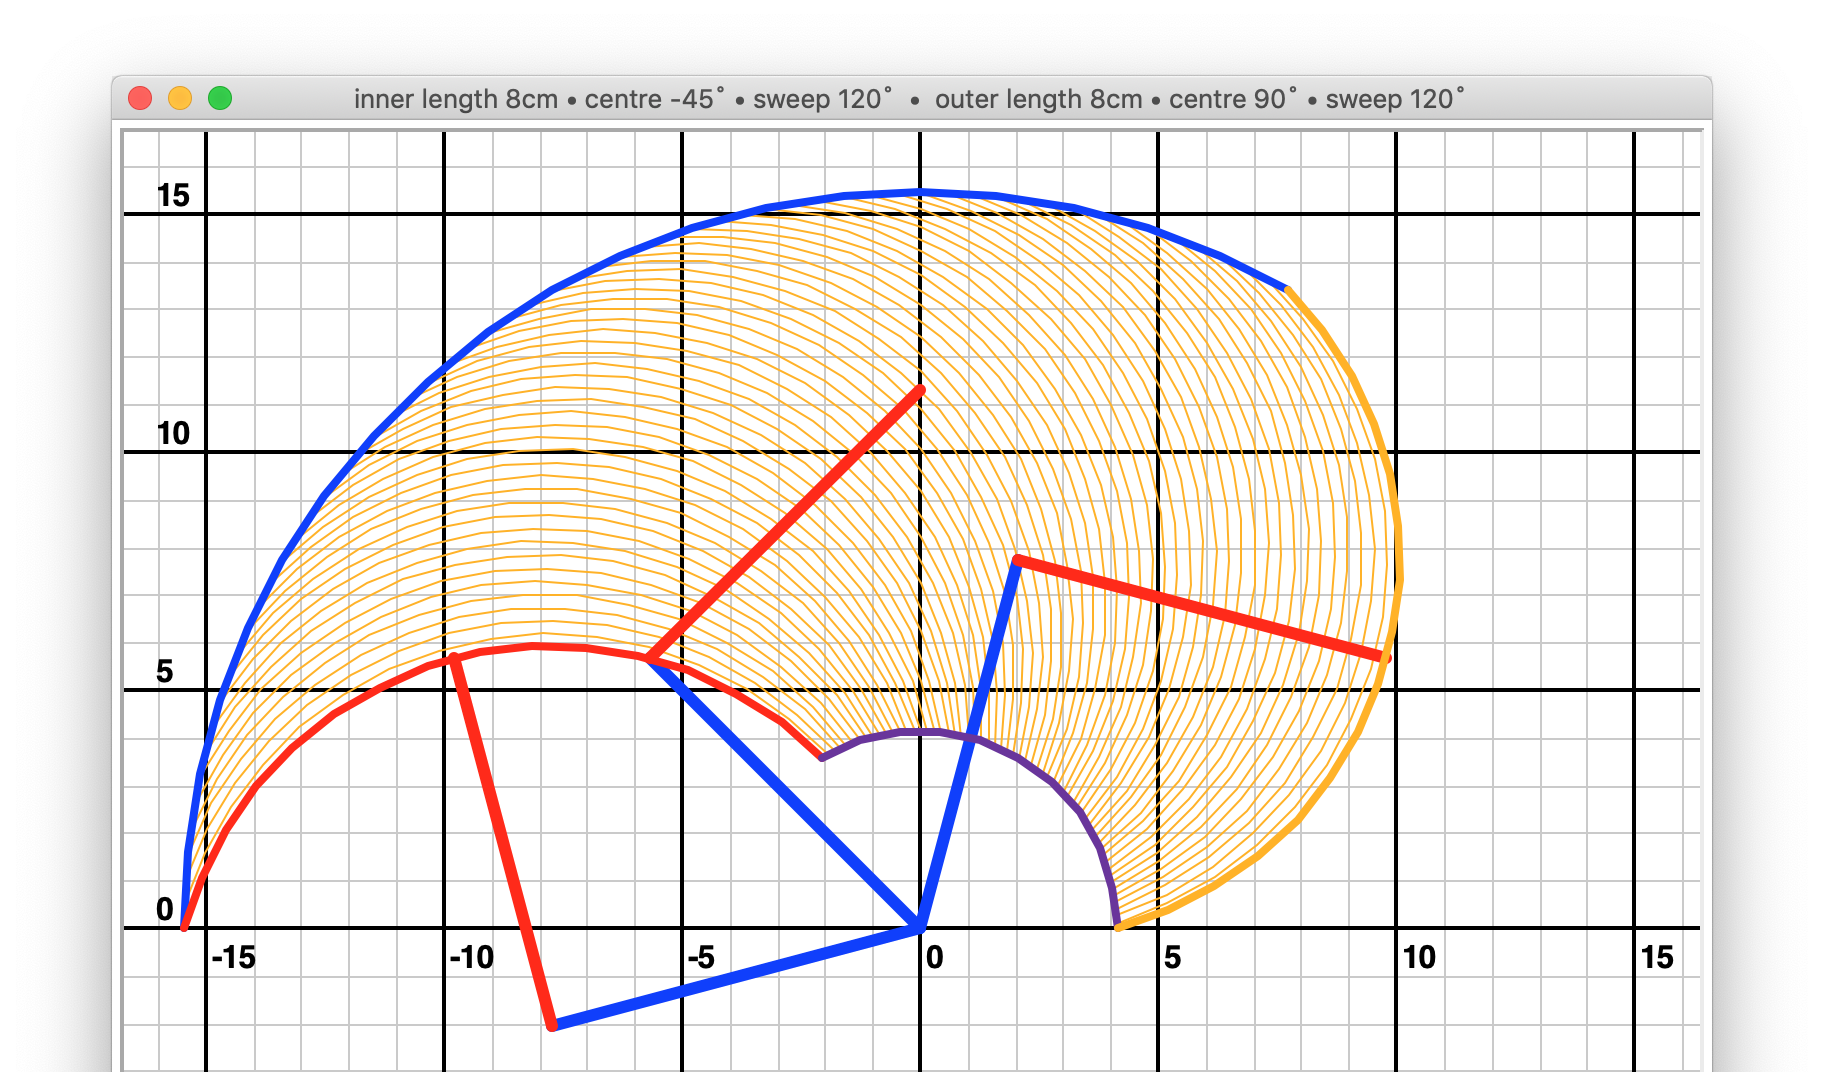 inner length 8cm • centre -45˚ • sweep 120˚ • outer length 8cm • centre 90˚ • sweep 120˚
15
10
5
0
-15 -10 -5 0 5 10 15